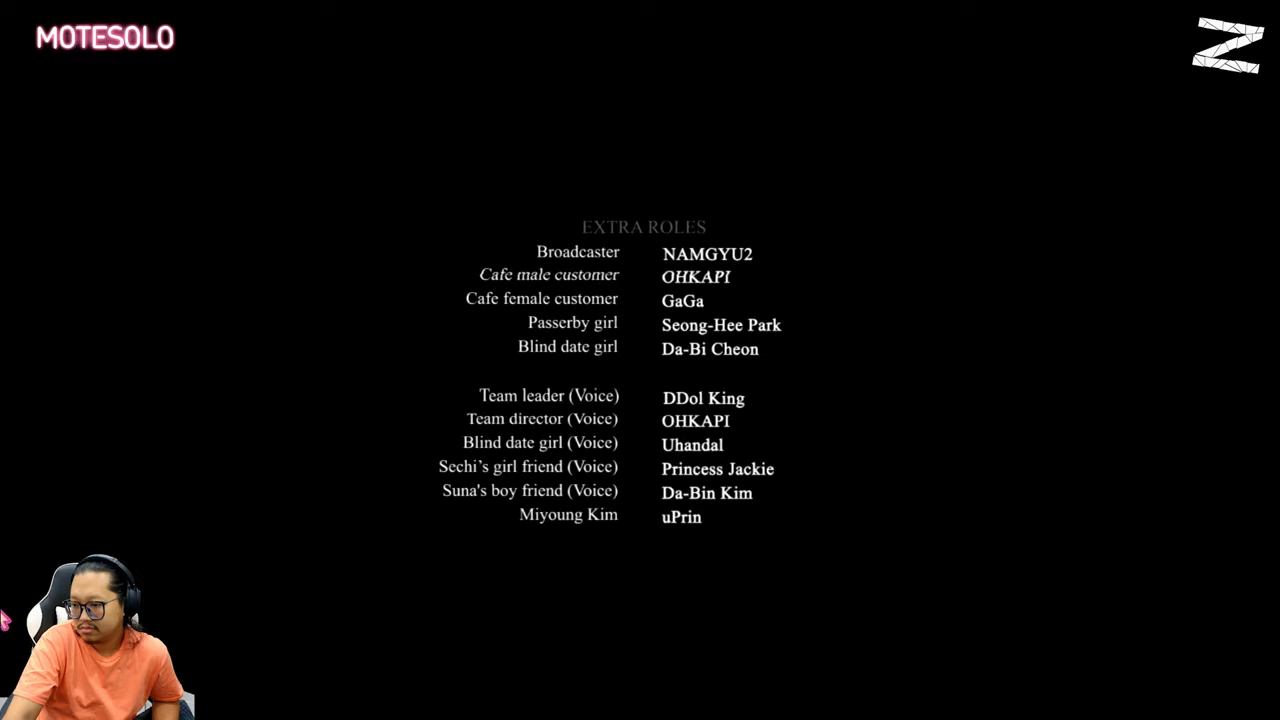 MOTESOLO
Z
EXTRA ROLES
Broadcaster NAMGYU2
Cafe male customer OHKAPI
Cafe female customer GaGa
Passerby girl Seong-Hee Park
Blind date girl Da-Bi Cheon
Team leader (Voice) DDol King
Team director (Voice) OHKAPI
Blind date girl (Voice) Uhandal
Sechi’s girl friend (Voice) Princess Jackie
Suna's boy friend (Voice) Da-Bin Kim
Miyoung Kim uPrin